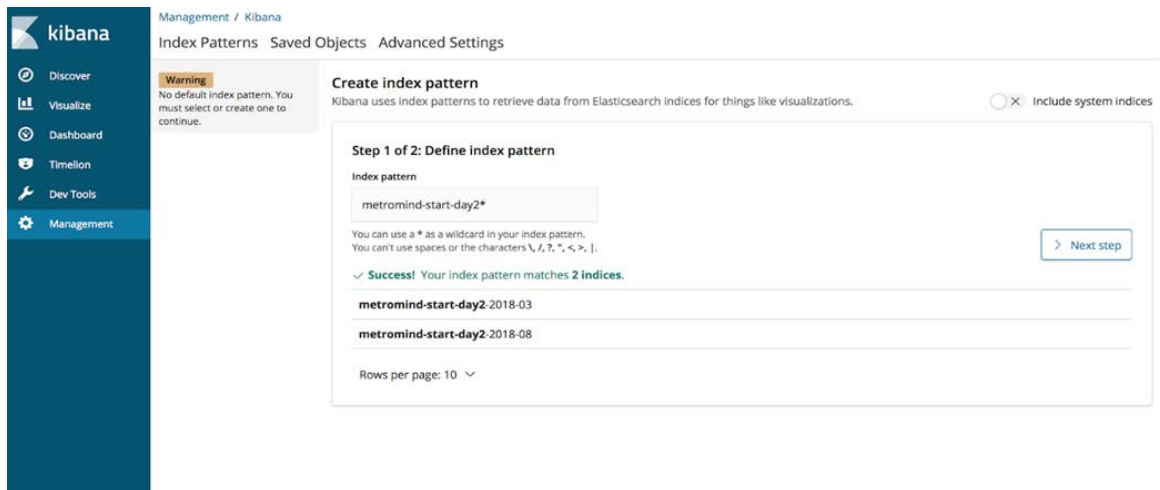 kibana
Discover
Visualize
Dashboard
Timelion
Dev Tools
Management
Management / Kibana
Index Patterns Saved Objects Advanced Settings
Warning
No default index pattern. You
must select or create one to
continue.
Create index pattern
Kibana uses index patterns to retrieve data from Elasticsearch indices for things like visualizations.
Include system indices
Step 1 of 2: Define index pattern
Index pattern
metromind-start-day2*
You can use a * as a wildcard in your index pattern.
You can't use spaces or the characters \, /, ?, ", <, >, |.
Next step
Success! Your index pattern matches 2 indices.
metromind-start-day2-2018-03
metromind-start-day2-2018-08
Rows per page: 10